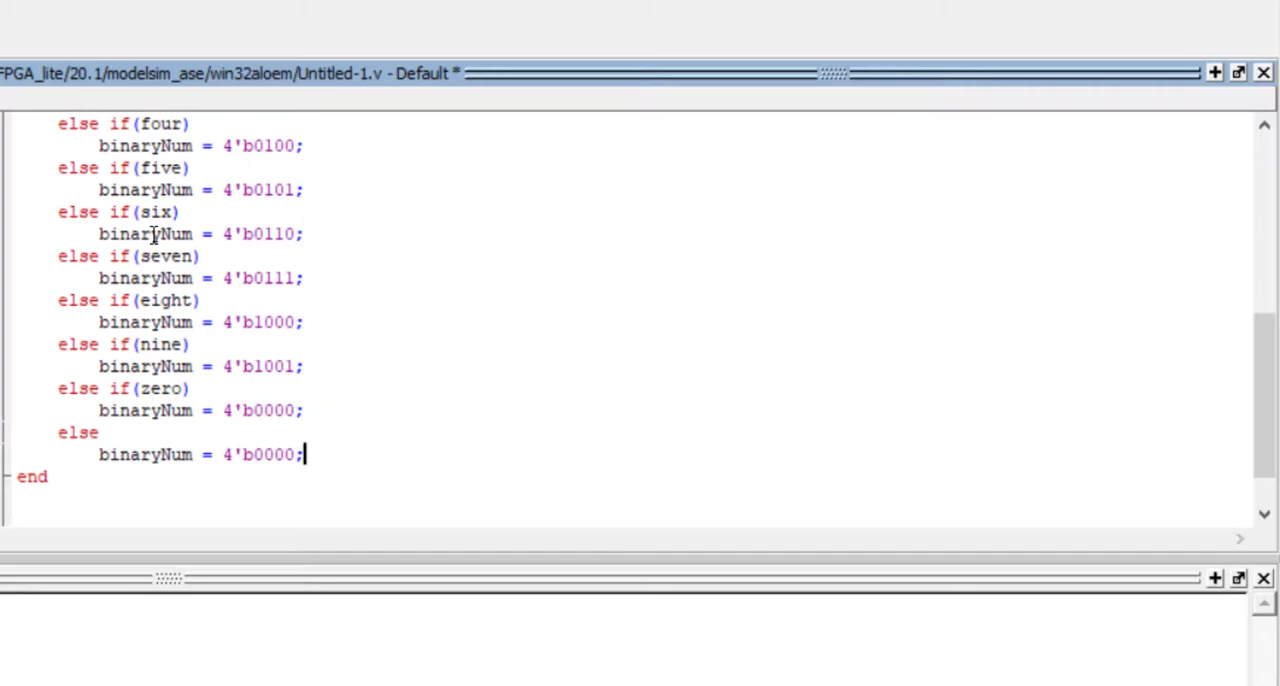 FPGA_lite/20.1/modelsim_ase/win32aloem/Untitled-1.v - Default *
else if(four)
binaryNum = 4'b0100;
else if(five)
binaryNum = 4'b0101;
else if(six)
binaryNum = 4'b0110;
else if(seven)
binaryNum = 4'b0111;
else if(eight)
binaryNum = 4'b1000;
else if(nine)
binaryNum = 4'b1001;
else if(zero)
binaryNum = 4'b0000;
else
binaryNum = 4'b0000;
end